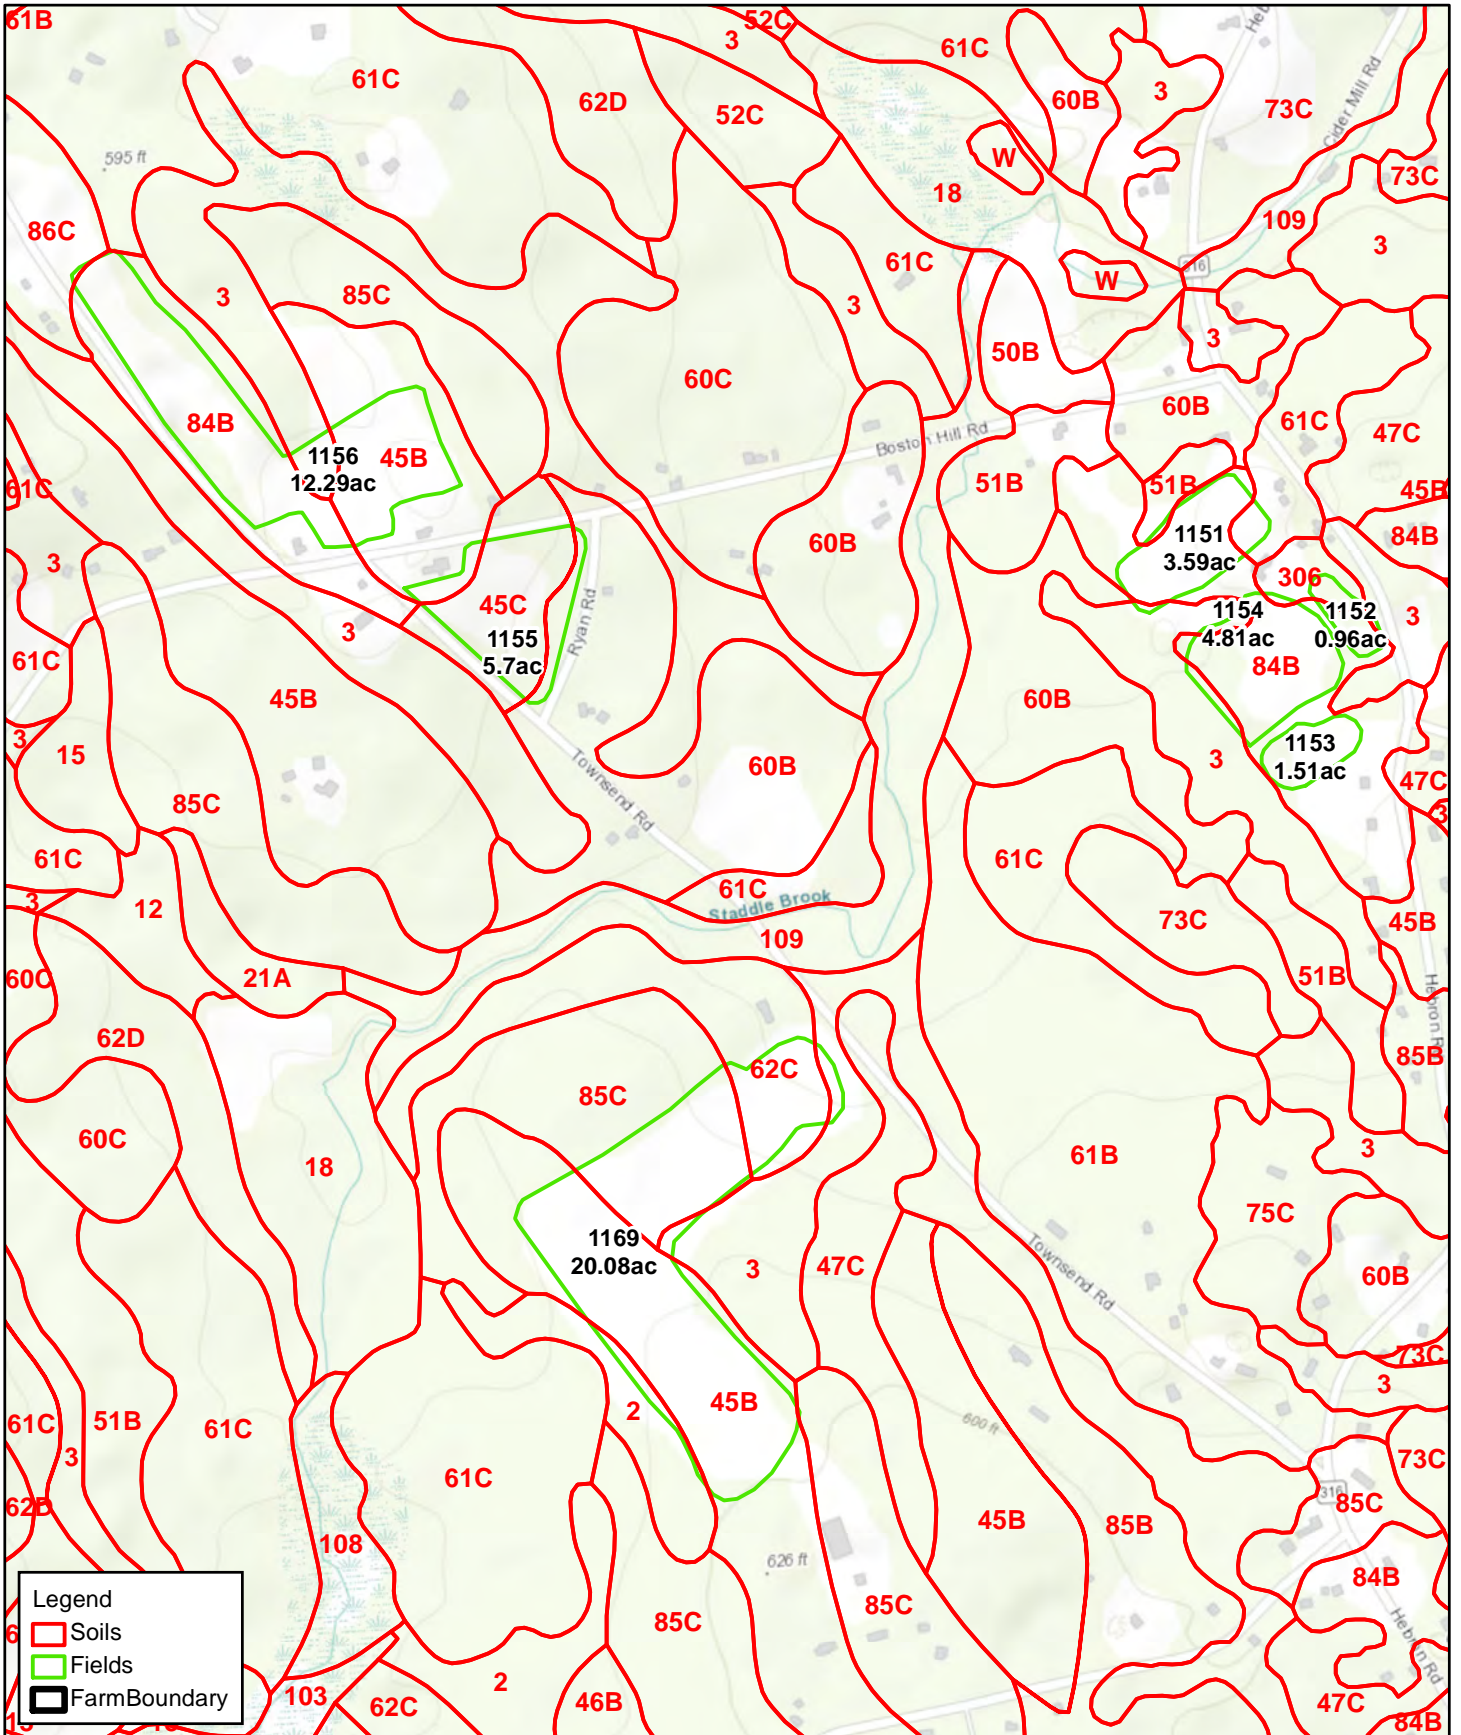 61B
52C
3
61C
Heb
61C
62D
52C
60B
3
73C
Cider Mill Rd
595 ft
W
73C
18
86C
109
3
61C
316
W
3
85C
3
3
50B
60C
60B
84B
61C
47C
Boston Hill Rd
1156
12.29ac
45B
51B
51B
61C
45B
1151
3.59ac
84B
60B
3
306
45C
Ryan Rd
1154
4.81ac
1152
0.96ac
3
3
1155
5.7ac
61C
84B
45B
60B
3
15
60B
1153
1.51ac
3
47C
Townsend Rd
85C
3
61C
61C
61C
Staddle Brook
3
12
73C
45B
109
60C
21A
51B
Hebron R
62D
85B
62C
85C
60C
61B
3
18
75C
1169
20.08ac
3
47C
60B
Townsend Rd
73C
3
45B
61C
51B
2
61C
600 ft
3
73C
61C
62D
316
85C
45B
85B
108
626 ft
84B
Legend
Soils
Fields
FarmBoundary
6
85C
85C
Hebron Rd
2
103
62C
46B
47C
84B